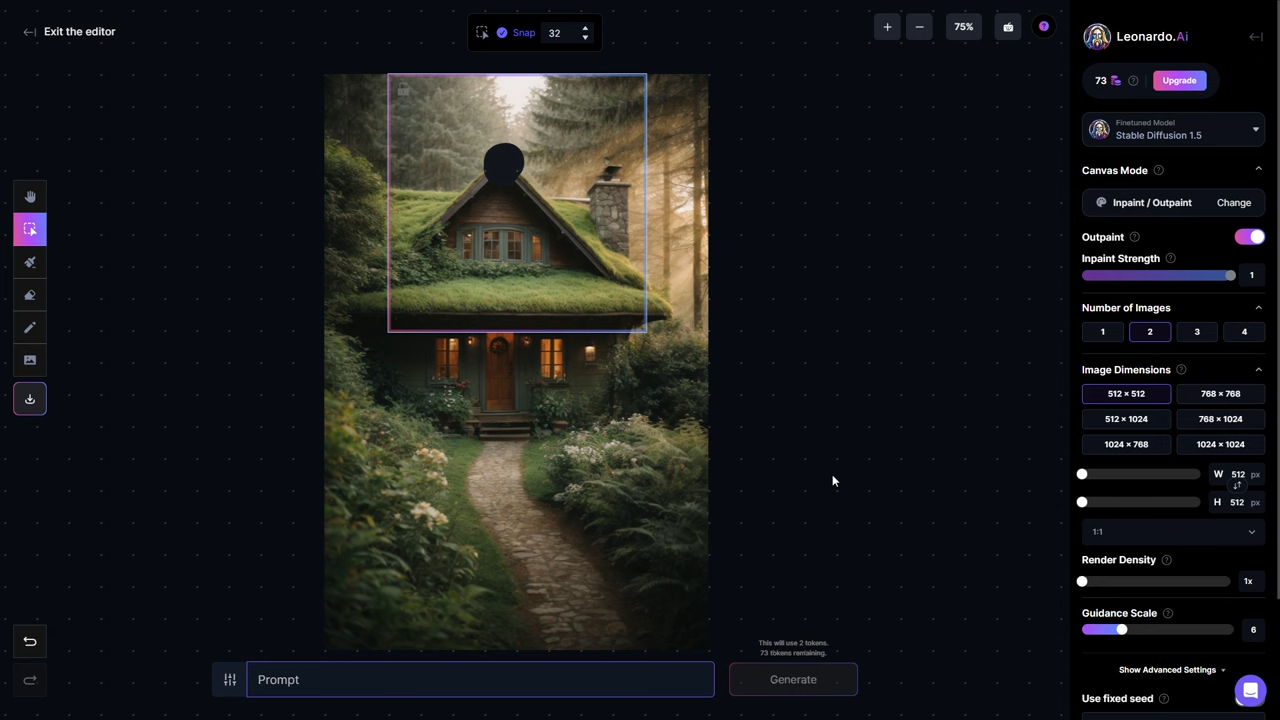 Exit the editor
Snap 32
75%
Leonardo.Ai
73
Upgrade
Finetuned Model
Stable Diffusion 1.5
Canvas Mode
Inpaint / Outpaint Change
Outpaint
Inpaint Strength
1
Number of Images
1 2 3 4
Image Dimensions
512 × 512 768 × 768
512 × 1024 768 × 1024
1024 × 768 1024 × 1024
W 512 px
H 512 px
1:1
Render Density
1x
Guidance Scale
6
Show Advanced Settings
Use fixed seed
This will use 2 tokens.
73 tokens remaining.
Prompt
Generate